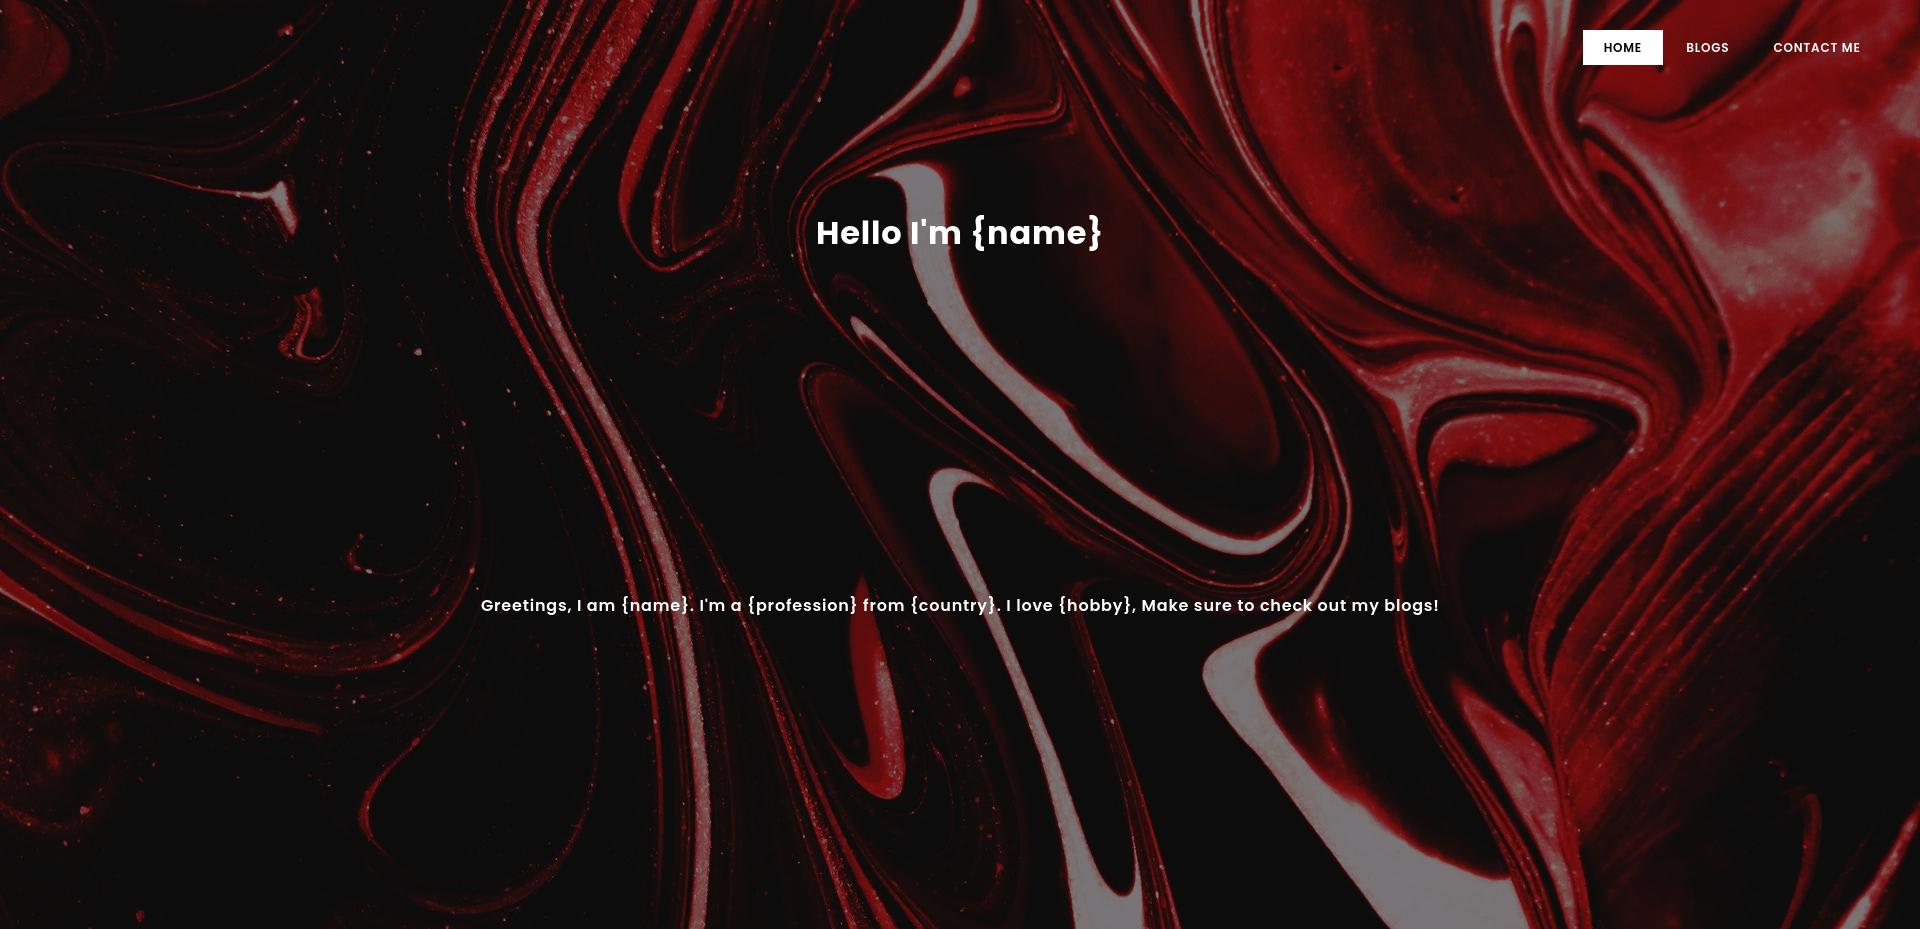 HOME BLOGS CONTACT ME
Hello I'm {name}
Greetings, I am {name}. I'm a {profession} from {country}. I love {hobby}, Make sure to check out my blogs!